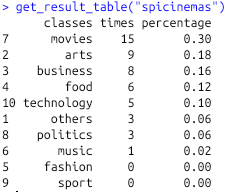 > get_result_table("spicinemas")
classes times percentage
7 movies 15 0.30
2 arts 9 0.18
3 business 8 0.16
4 food 6 0.12
10 technology 5 0.10
1 others 3 0.06
8 politics 3 0.06
6 music 1 0.02
5 fashion 0 0.00
9 sport 0 0.00